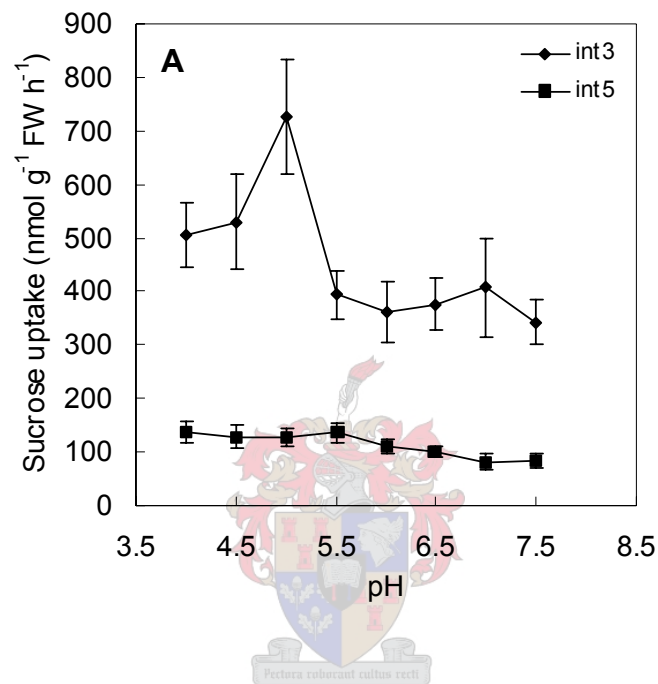 A
int3
int5
Sucrose uptake (nmol g⁻¹ FW h⁻¹)
900
800
700
600
500
400
300
200
100
0
3.5 4.5 5.5 6.5 7.5 8.5
pH
Pectora roborant cultus recti